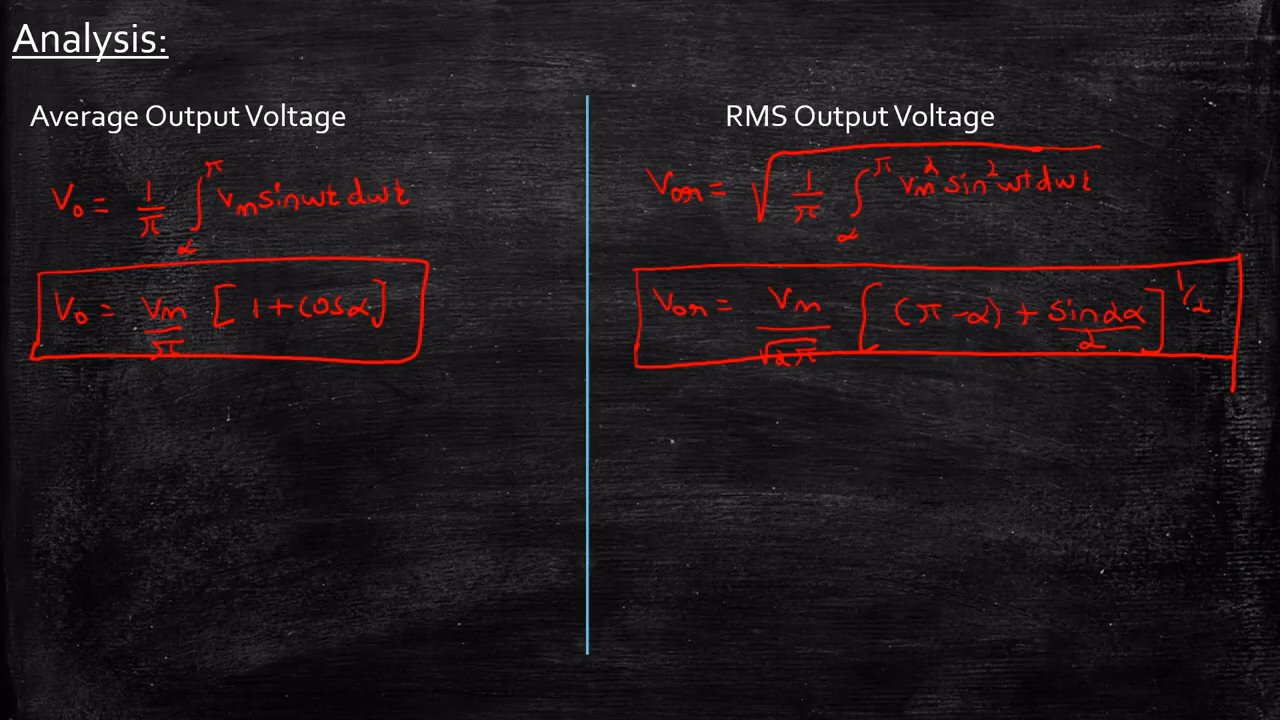 Analysis:
Average Output Voltage
V₀ = 1/π ∫_α^π Vm sinωt dωt
V₀ = Vm/π [1 + cosα]
RMS Output Voltage
Vor = √(1/π ∫_α^π Vm² sin²ωt dωt)
Vor = Vm/√(2π) [(π - α) + sin2α/2]^1/2